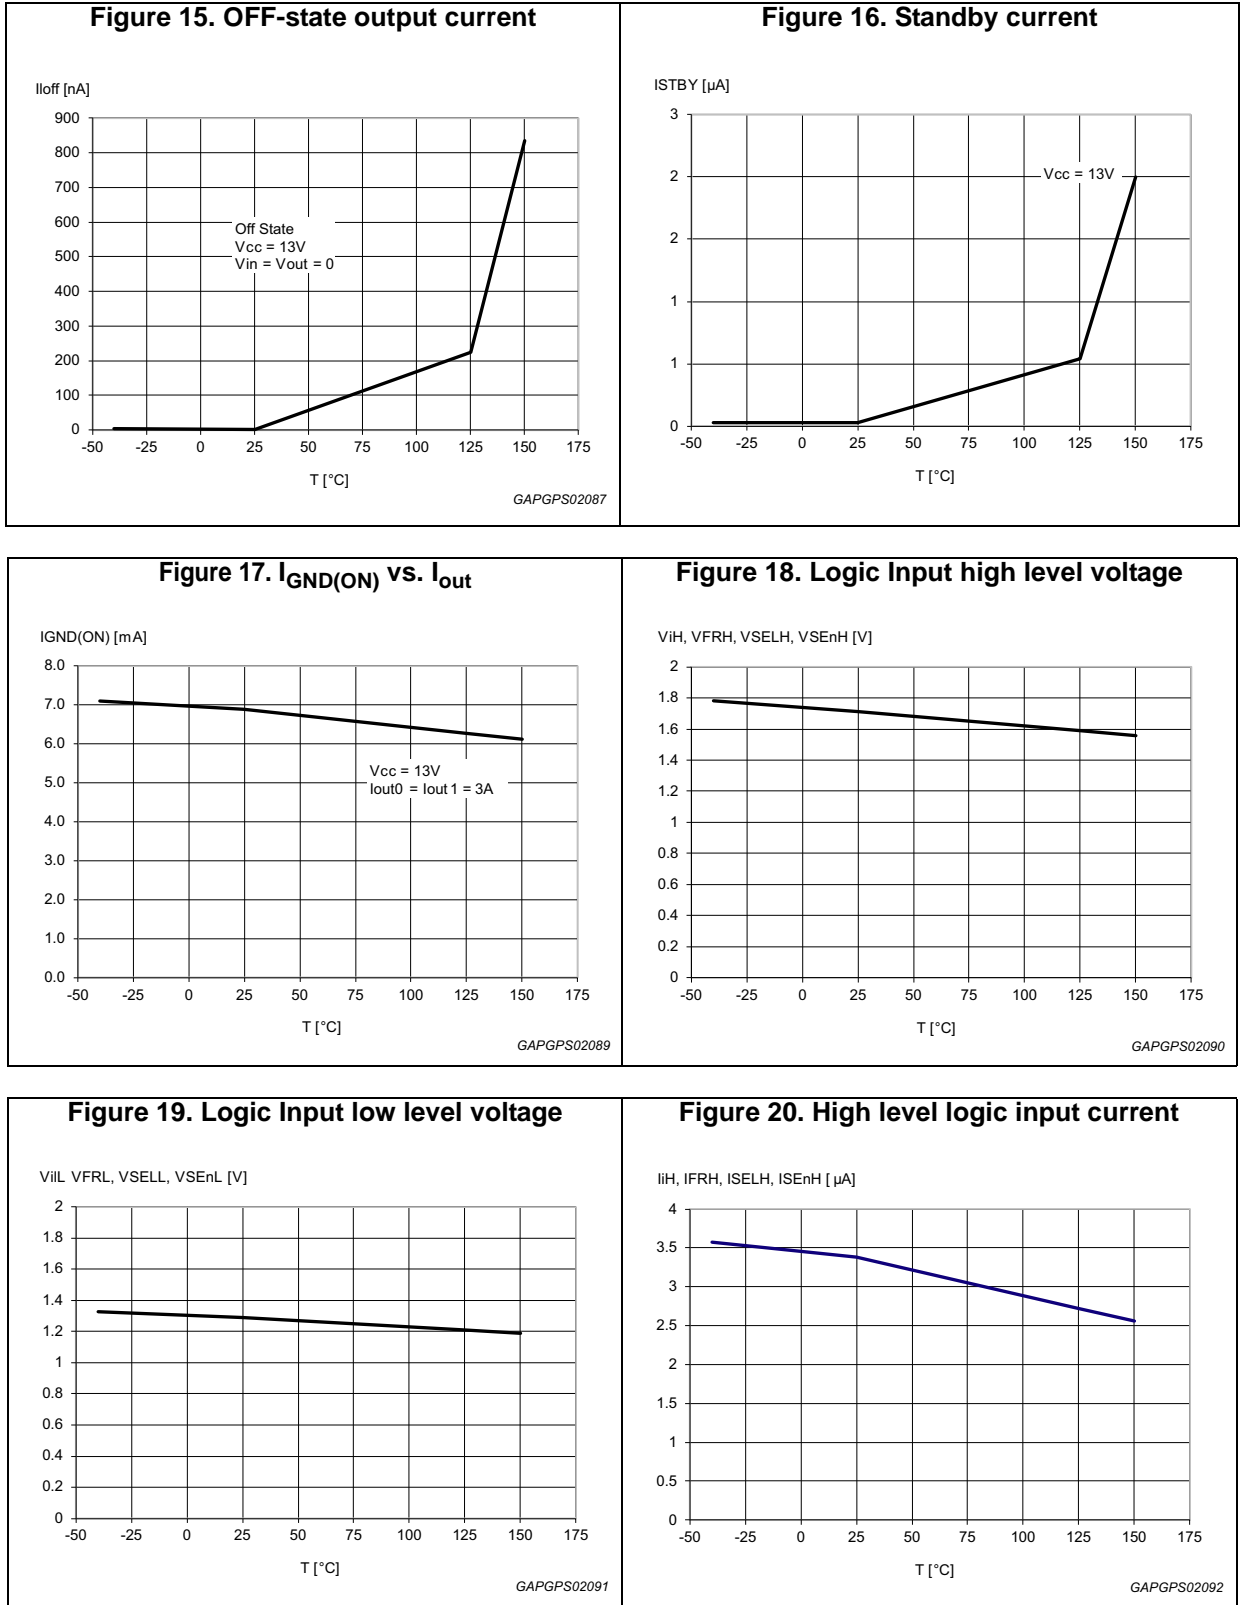 Figure 15. OFF-state output current
Iloff [nA]
900
800
700
600
500
400
300
200
100
0
Off State
Vcc = 13V
Vin = Vout = 0
-50 -25 0 25 50 75 100 125 150 175
T [°C]
GAPGPS02087
Figure 16. Standby current
ISTBY [µA]
3
2
2
1
1
0
Vcc = 13V
-50 -25 0 25 50 75 100 125 150 175
T [°C]
Figure 17. IGND(ON) vs. Iout
IGND(ON) [mA]
8.0
7.0
6.0
5.0
4.0
3.0
2.0
1.0
0.0
Vcc = 13V
Iout0 = Iout1 = 3A
-50 -25 0 25 50 75 100 125 150 175
T [°C]
GAPGPS02089
Figure 18. Logic Input high level voltage
ViH, VFRH, VSELH, VSEnH [V]
2
1.8
1.6
1.4
1.2
1
0.8
0.6
0.4
0.2
0
-50 -25 0 25 50 75 100 125 150 175
T [°C]
GAPGPS02090
Figure 19. Logic Input low level voltage
VilL VFRL, VSELL, VSEnL [V]
2
1.8
1.6
1.4
1.2
1
0.8
0.6
0.4
0.2
0
-50 -25 0 25 50 75 100 125 150 175
T [°C]
GAPGPS02091
Figure 20. High level logic input current
IiH, IFRH, ISELH, ISEnH [ µA]
4
3.5
3
2.5
2
1.5
1
0.5
0
-50 -25 0 25 50 75 100 125 150 175
T [°C]
GAPGPS02092